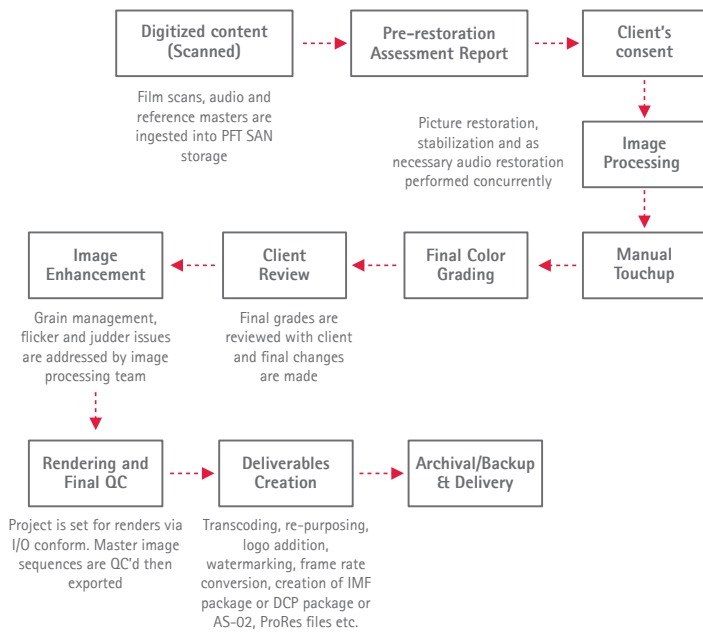 Digitized content
(Scanned)
Pre-restoration
Assessment Report
Client's
consent
Film scans, audio and
reference masters are
ingested into PFT SAN
storage
Picture restoration,
stabilization and as
necessary audio restoration
performed concurrently
Image
Processing
Image
Enhancement
Client
Review
Final Color
Grading
Manual
Touchup
Grain management,
flicker and judder issues
are addressed by image
processing team
Final grades are
reviewed with client
and final changes
are made
Rendering and
Final QC
Deliverables
Creation
Archival/Backup
& Delivery
Project is set for renders via
I/O conform. Master image
sequences are QC'd then
exported
Transcoding, re-purposing,
logo addition,
watermarking, frame rate
conversion, creation of IMF
package or DCP package or
AS-02, ProRes files etc.